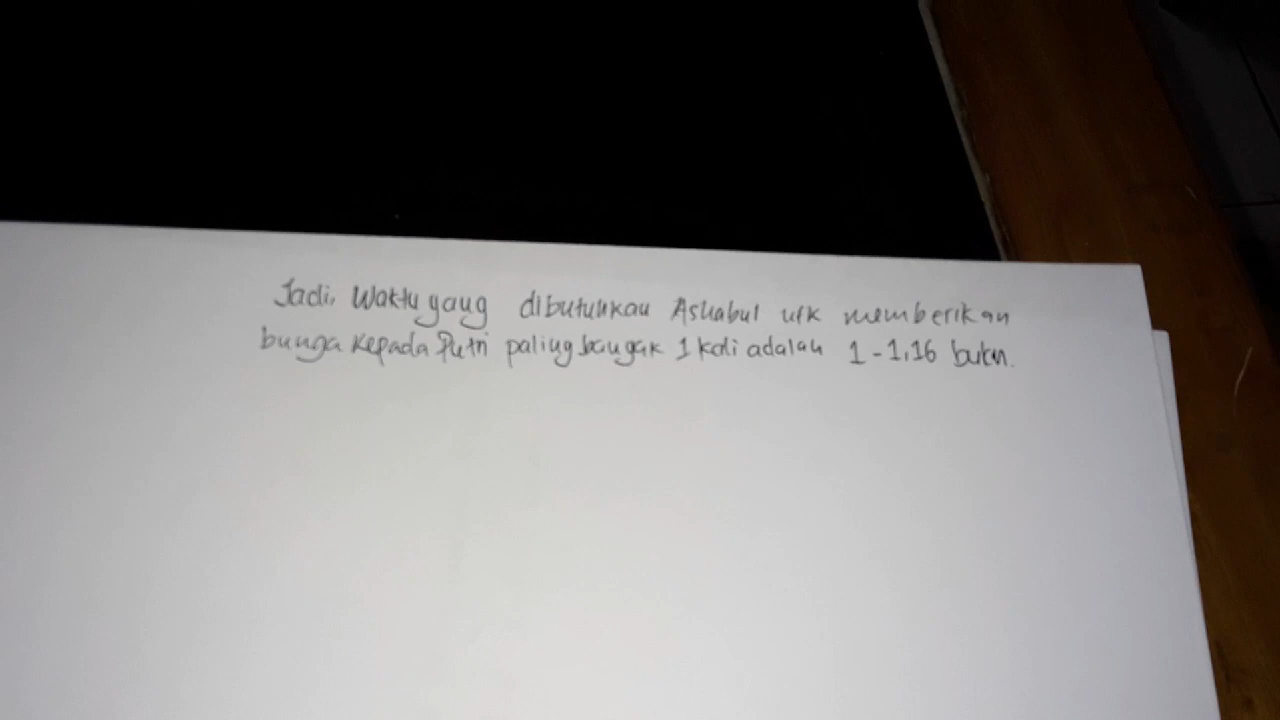 Jadi, Waktu yang dibutuhkan Ashabul utk memberikan
bunga kepada Putri paling banyak 1 kali adalah 1 - 1,16 bulan.